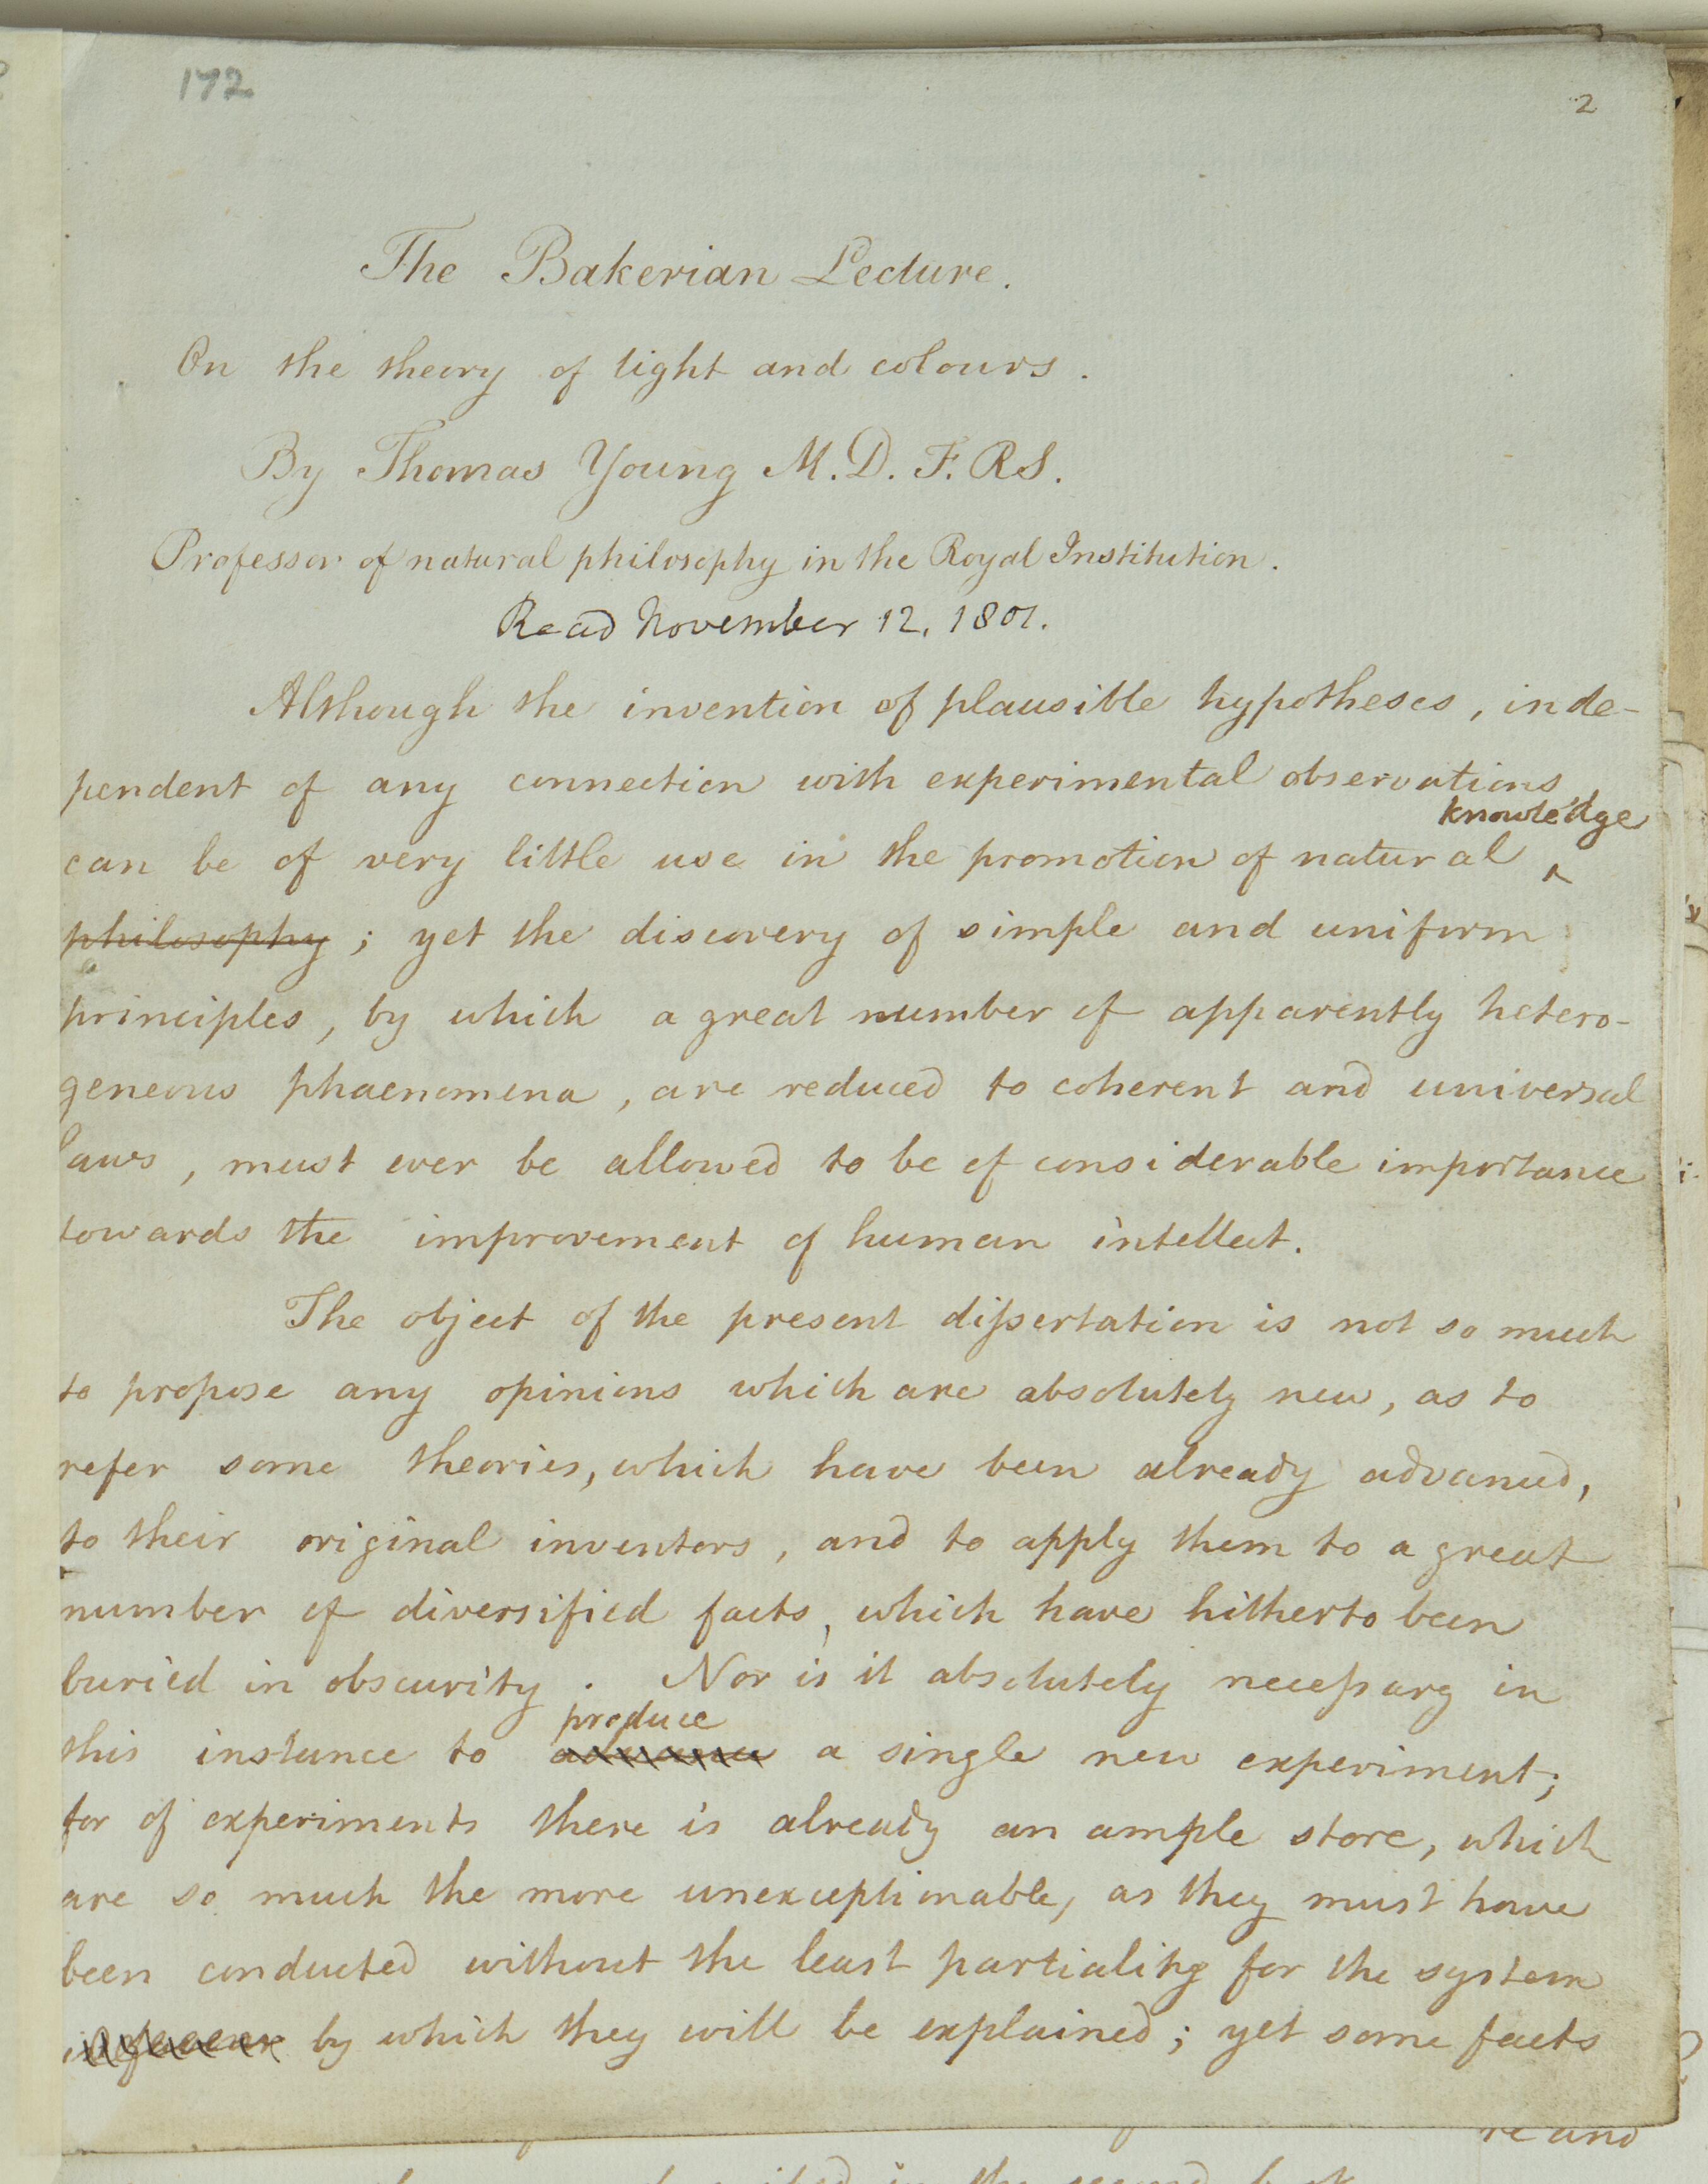 172
2
The Bakerian Lecture.
On the theory of light and colours.
By Thomas Young M.D. F.RS.
Professor of natural philosophy in the Royal Institution.
Read November 12. 1801.
Although the invention of plausible hypotheses, inde-
pendent of any connection with experimental observations,
knowledge
can be of very little use in the promotion of natural ‸
philosophy; yet the discovery of simple and uniform
principles, by which a great number of apparently hetero-
geneous phaenomena, are reduced to coherent and universal
laws, must ever be allowed to be of considerable importance
towards the improvement of human intellect.
The object of the present dissertation is not so much
to propose any opinions which are absolutely new, as to
refer some theories, which have been already advanced,
to their original inventors, and to apply them to a great
number of diversified facts, which have hitherto been
buried in obscurity. Nor is it absolutely necessary in
produce
this instance to advance a single new experiment;
for of experiments there is already an ample store, which
are so much the more unexceptionable, as they must have
been conducted without the least partiality for the system
by which they will be explained; yet some facts
re and